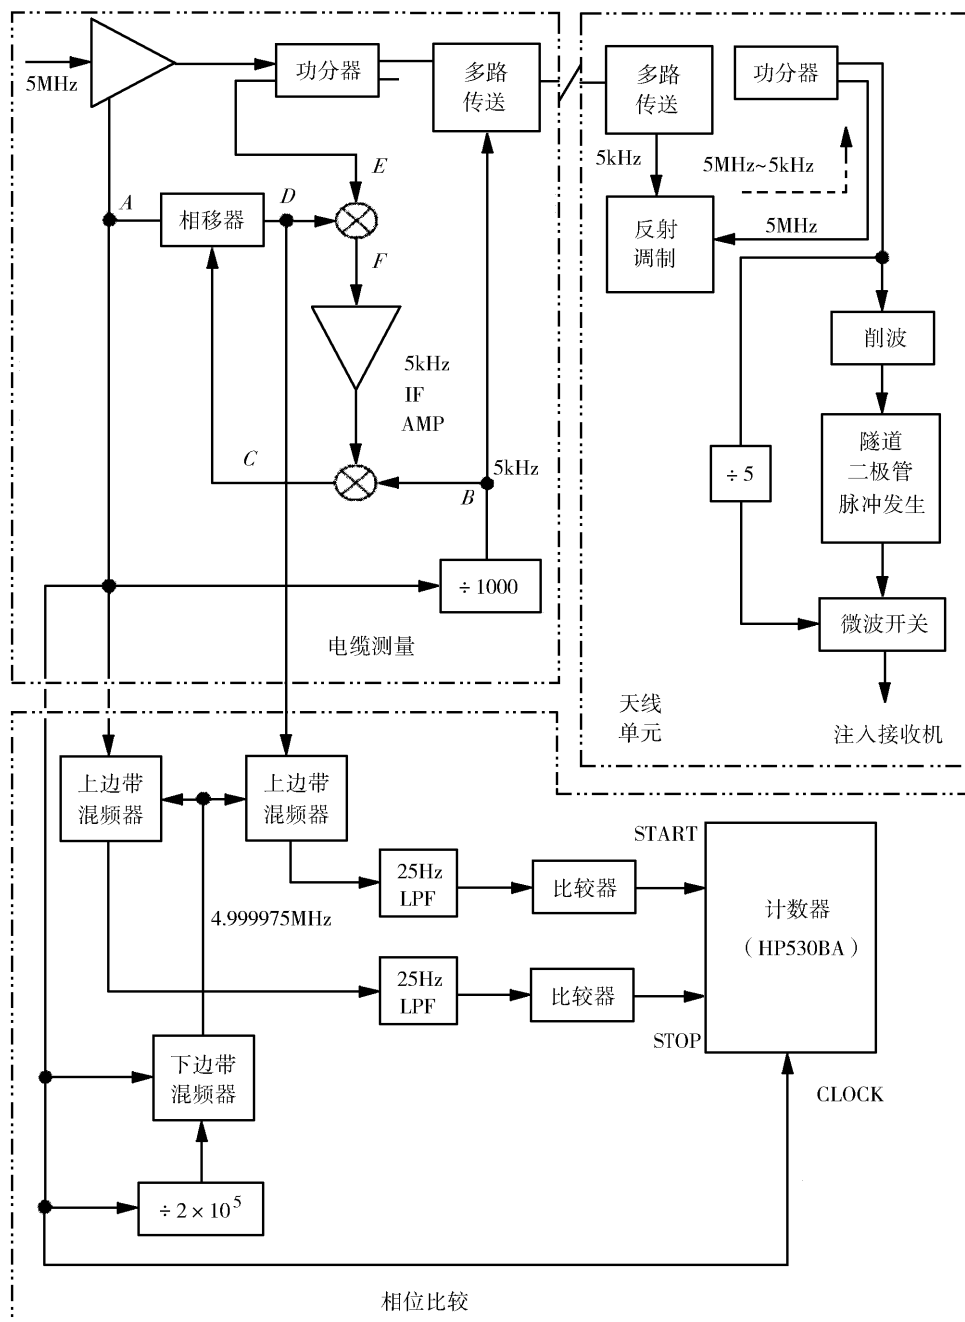 5MHz
功分器
多路
传送
多路
传送
功分器
5kHz
5MHz~5kHz
E
A
相移器
D
反射
调制
5MHz
F
削波
5kHz
IF
AMP
隧道
二极管
脉冲发生
C
5kHz
B
÷5
÷1000
微波开关
电缆测量
天线
单元
注入接收机
上边带
混频器
上边带
混频器
START
25Hz
LPF
比较器
计数器
(HP530BA)
4.999975MHz
25Hz
LPF
比较器
STOP
下边带
混频器
CLOCK
÷2×10⁵
相位比较